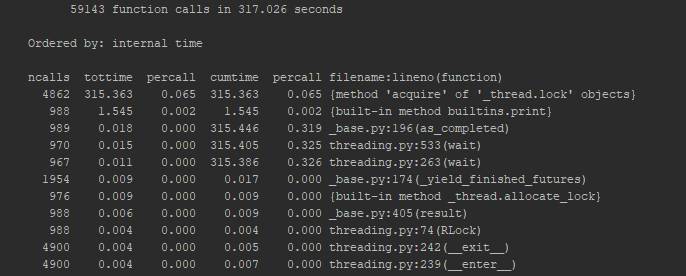 59143 function calls in 317.026 seconds
Ordered by: internal time
ncalls tottime percall cumtime percall filename:lineno(function)
4862 315.363 0.065 315.363 0.065 {method 'acquire' of '_thread.lock' objects}
988 1.545 0.002 1.545 0.002 {built-in method builtins.print}
989 0.018 0.000 315.446 0.319 _base.py:196(as_completed)
970 0.015 0.000 315.405 0.325 threading.py:533(wait)
967 0.011 0.000 315.386 0.326 threading.py:263(wait)
1954 0.009 0.000 0.017 0.000 _base.py:174(_yield_finished_futures)
976 0.009 0.000 0.009 0.000 {built-in method _thread.allocate_lock}
988 0.006 0.000 0.009 0.000 _base.py:405(result)
988 0.004 0.000 0.004 0.000 threading.py:74(RLock)
4900 0.004 0.000 0.005 0.000 threading.py:242(__exit__)
4900 0.004 0.000 0.007 0.000 threading.py:239(__enter__)